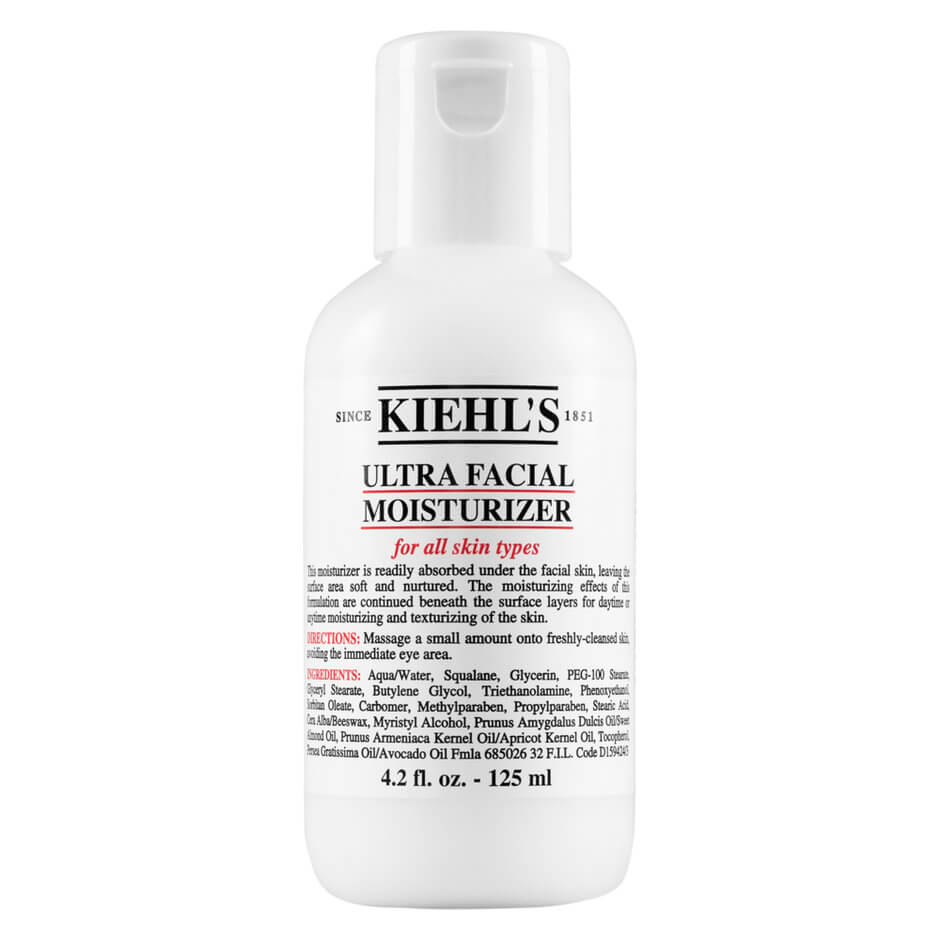 SINCE KIEHL'S 1851
ULTRA FACIAL
MOISTURIZER
for all skin types
This moisturizer is readily absorbed under the facial skin, leaving the
surface area soft and nurtured. The moisturizing effects of this
formulation are continued beneath the surface layers for daytime or
anytime moisturizing and texturizing of the skin.
DIRECTIONS: Massage a small amount onto freshly-cleansed skin,
avoiding the immediate eye area.
INGREDIENTS: Aqua/Water, Squalane, Glycerin, PEG-100 Stearate,
Glyceryl Stearate, Butylene Glycol, Triethanolamine, Phenoxyethanol,
Sorbitan Oleate, Carbomer, Methylparaben, Propylparaben, Stearic Acid,
Cera Alba/Beeswax, Myristyl Alcohol, Prunus Amygdalus Dulcis Oil/Sweet
Almond Oil, Prunus Armeniaca Kernel Oil/Apricot Kernel Oil, Tocopherol,
Persea Gratissima Oil/Avocado Oil Fmla 685026 32 F.I.L. Code D159424/3
4.2 fl. oz. - 125 ml